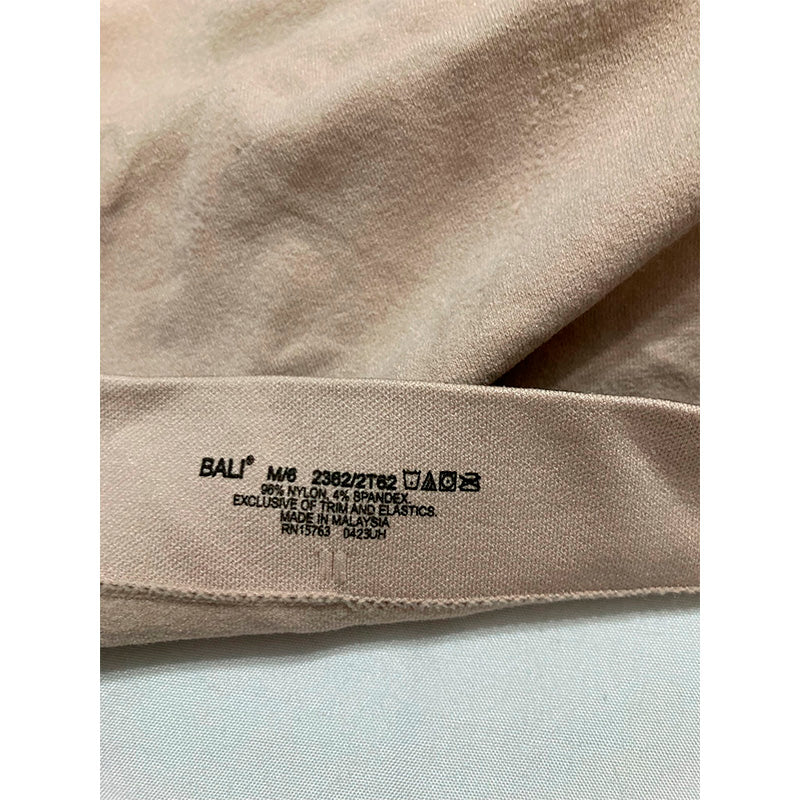 BALI® M/6 2362/2T62
96% NYLON, 4% SPANDEX
EXCLUSIVE OF TRIM AND ELASTICS.
MADE IN MALAYSIA
RN15763 0423UH